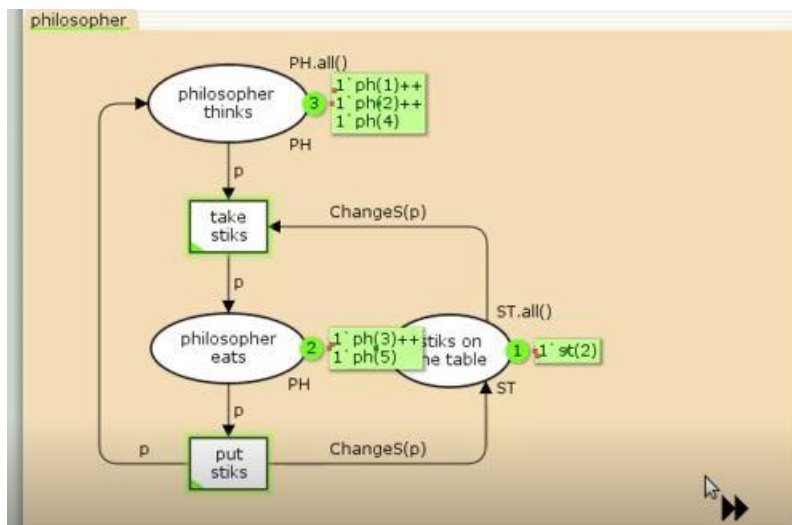 philosopher
PH.all()
philosopher
thinks
3
1`ph(1)++
1`ph(2)++
1`ph(4)
PH
p
take
stiks
ChangeS(p)
p
ST.all()
philosopher
eats
2
1`ph(3)++
1`ph(5)
stiks on
table
1
1`st(2)
PH
ST
p
p
put
stiks
ChangeS(p)